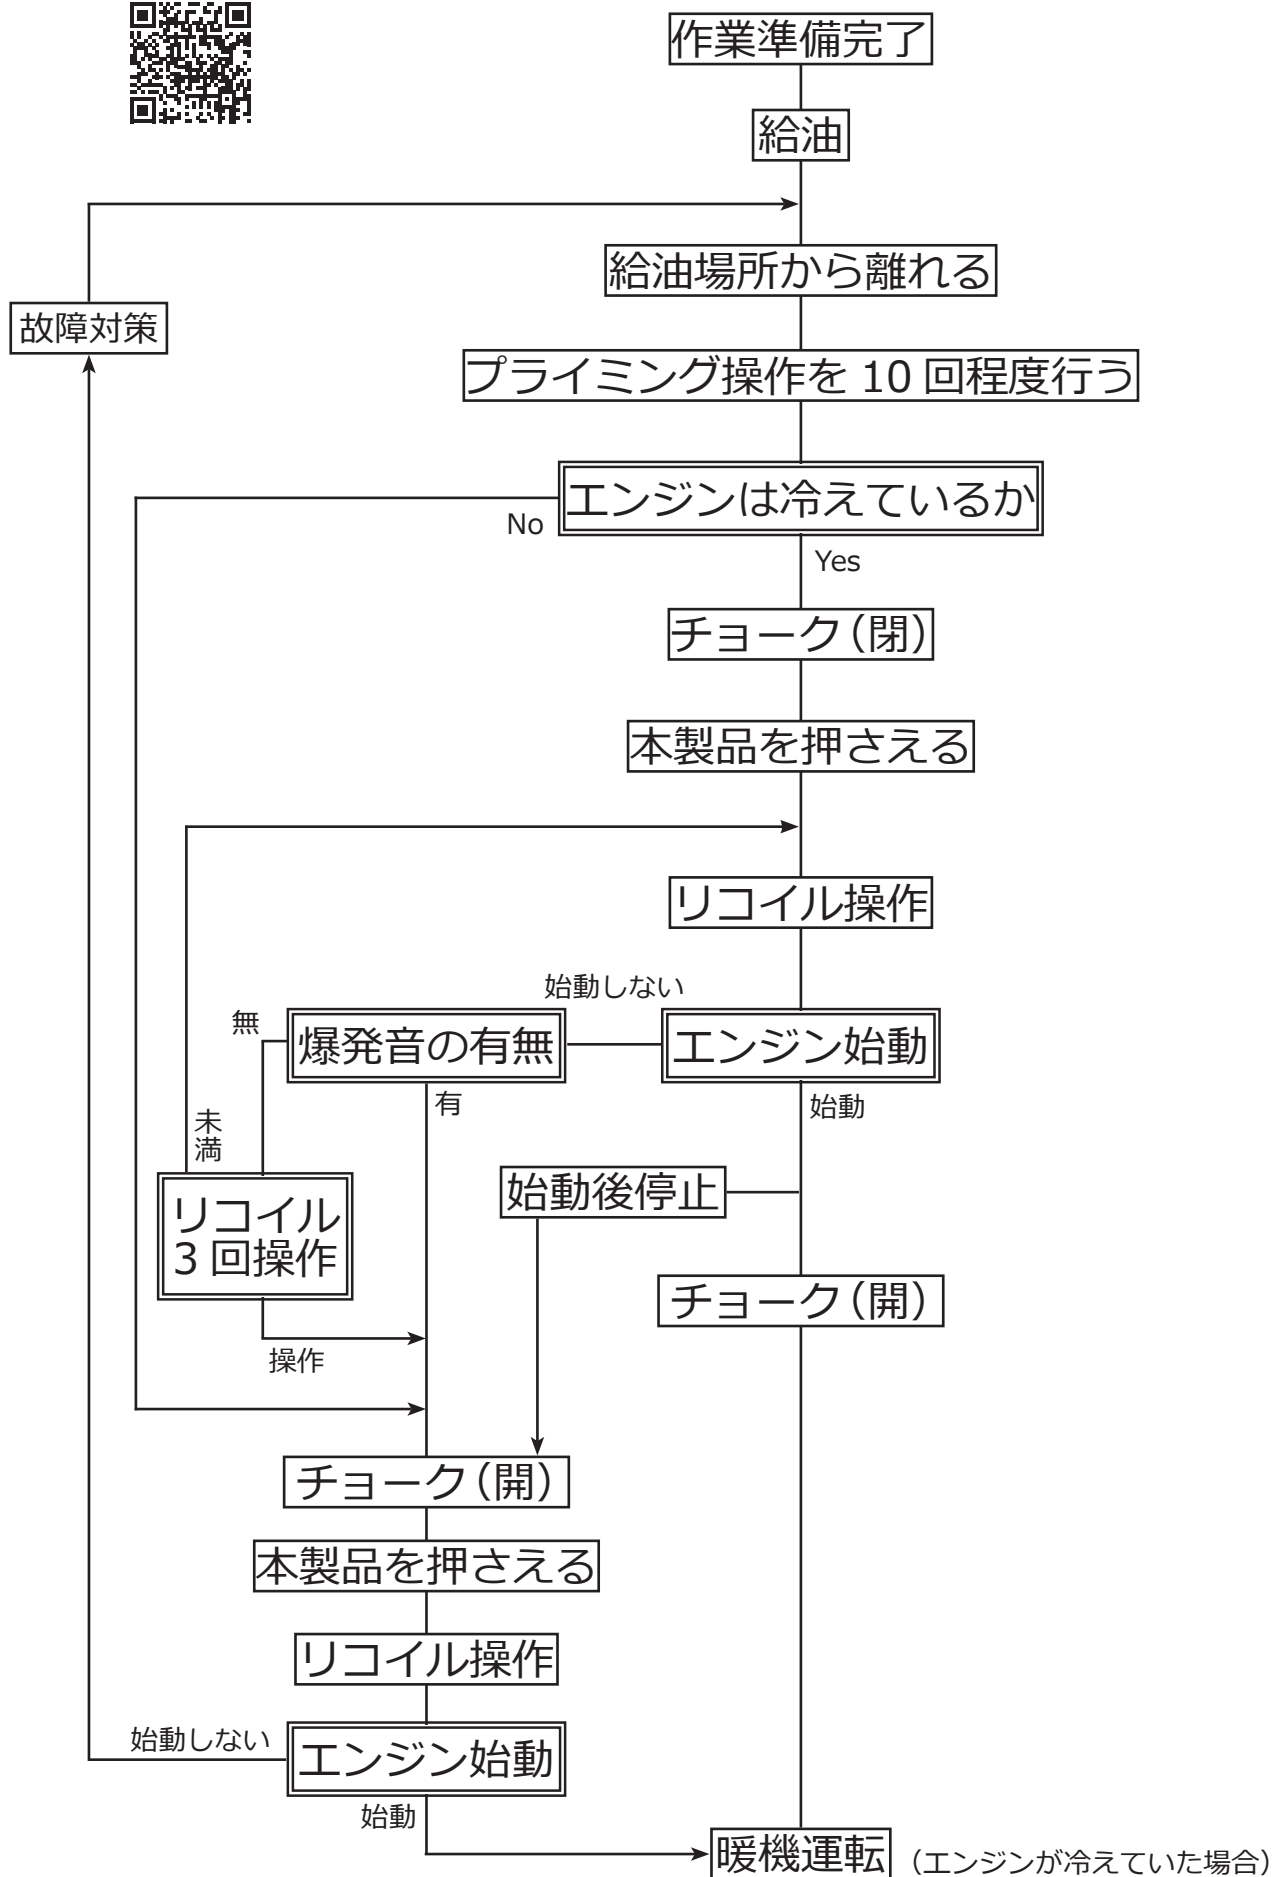 作業準備完了
給油
給油場所から離れる
故障対策
プライミング操作を 10 回程度行う
エンジンは冷えているか
No
Yes
チョーク（閉）
本製品を押さえる
リコイル操作
始動しない
無
爆発音の有無
エンジン始動
有
始動
未満
始動後停止
リコイル
3 回操作
チョーク（開）
操作
チョーク（開）
本製品を押さえる
リコイル操作
始動しない
エンジン始動
始動
暖機運転
（エンジンが冷えていた場合）